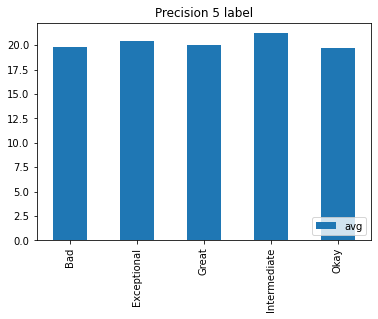 Precision 5 label
20.0
17.5
15.0
12.5
10.0
7.5
5.0
2.5
0.0
avg
Bad
Exceptional
Great
Intermediate
Okay